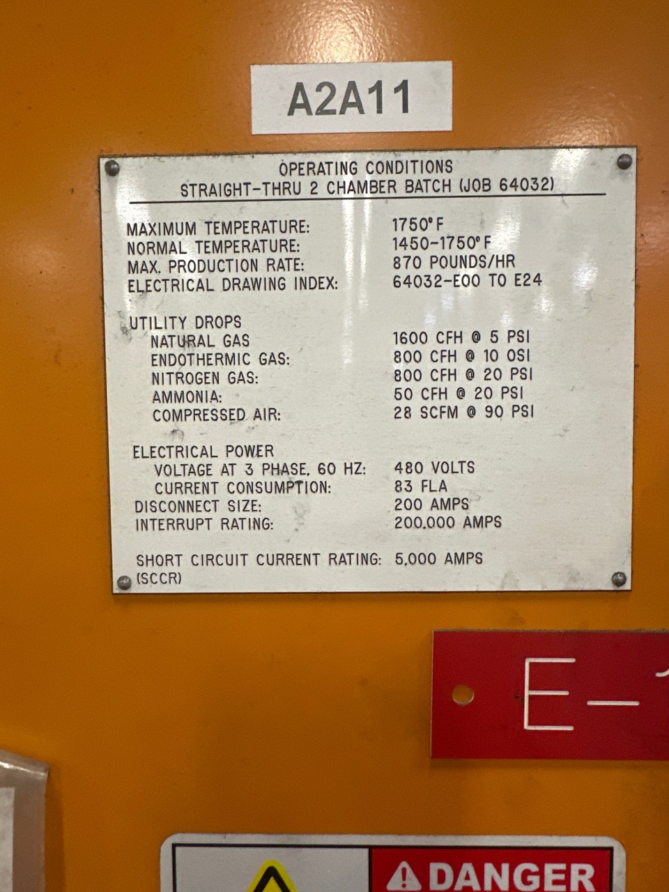 A2A11
OPERATING CONDITIONS
STRAIGHT-THRU 2 CHAMBER BATCH (JOB 64032)
MAXIMUM TEMPERATURE: 1750°F
NORMAL TEMPERATURE: 1450-1750°F
MAX. PRODUCTION RATE: 870 POUNDS/HR
ELECTRICAL DRAWING INDEX: 64032-E00 TO E24
UTILITY DROPS
NATURAL GAS 1600 CFH @ 5 PSI
ENDOTHERMIC GAS: 800 CFH @ 10 OSI
NITROGEN GAS: 800 CFH @ 20 PSI
AMMONIA: 50 CFH @ 20 PSI
COMPRESSED AIR: 28 SCFM @ 90 PSI
ELECTRICAL POWER
VOLTAGE AT 3 PHASE, 60 HZ: 480 VOLTS
CURRENT CONSUMPTION: 83 FLA
DISCONNECT SIZE: 200 AMPS
INTERRUPT RATING: 200,000 AMPS
SHORT CIRCUIT CURRENT RATING: 5,000 AMPS
(SCCR)
E-
DANGER